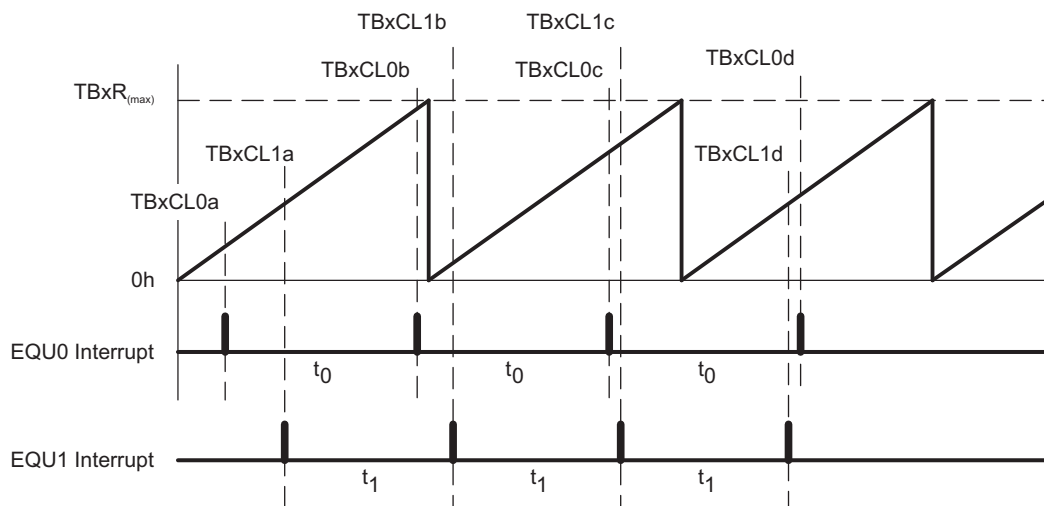 TBxCL1b TBxCL1c
TBxCL0b TBxCL0c TBxCL0d
TBxR(max)
TBxCL1a TBxCL1d
TBxCL0a
0h
EQU0 Interrupt
t0 t0 t0
EQU1 Interrupt
t1 t1 t1